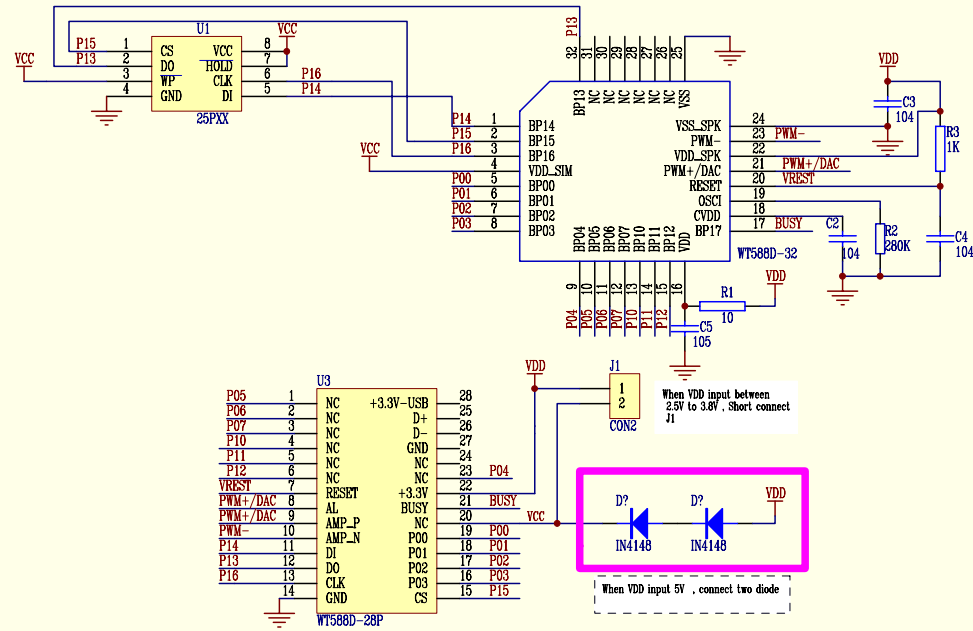 U1
P15 1 CS VCC 8 VCC
P13 2 DO HOLD 7
VCC 3 WP CLK 6 P16
4 GND DI 5 P14
25PXX
P13
32 31 30 29 28 27 26 25
BP13 NC NC NC NC NC NC VSS
P14 1 BP14
P15 2 BP15
P16 3 BP16
VCC 4 VDD_SIM
P00 5 BP00
P01 6 BP01
P02 7 BP02
P03 8 BP03
VSS_SPK 24
PWM- 23 PWM-
VDD_SPK 22
PWM+/DAC 21 PWM+/DAC
RESET 20 VREST
OSCI 19
CVDD 18
BP17 17 BUSY
BP04 BP05 BP06 BP07 BP10 BP11 BP12 VDD
9 10 11 12 13 14 15 16
P04 P05 P06 P07 P10 P11 P12
WT588D-32
VDD
C3
104
R3
1K
C2
104
R2
280K
C4
104
VDD
R1
10
C5
105
U3
P05 1 NC +3.3V-USB 28
P06 2 NC D+ 25
P07 3 NC D- 26
P10 4 NC GND 27
P11 5 NC NC 24
P12 6 NC NC 23 P04
VREST 7 RESET +3.3V 22
PWM+/DAC 8 AL BUSY 21 BUSY
PWM+/DAC 9 AMP_P NC 20
PWM- 10 AMP_N P00 19 P00
P14 11 DI P01 18 P01
P13 12 DO P02 17 P02
P16 13 CLK P03 16 P03
14 GND CS 15 P15
WT588D-28P
VDD
J1
1
2
CON2
When VDD input between
2.5V to 3.8V , Short connect
J1
VCC
D? D? VDD
IN4148 IN4148
When VDD input 5V , connect two diode